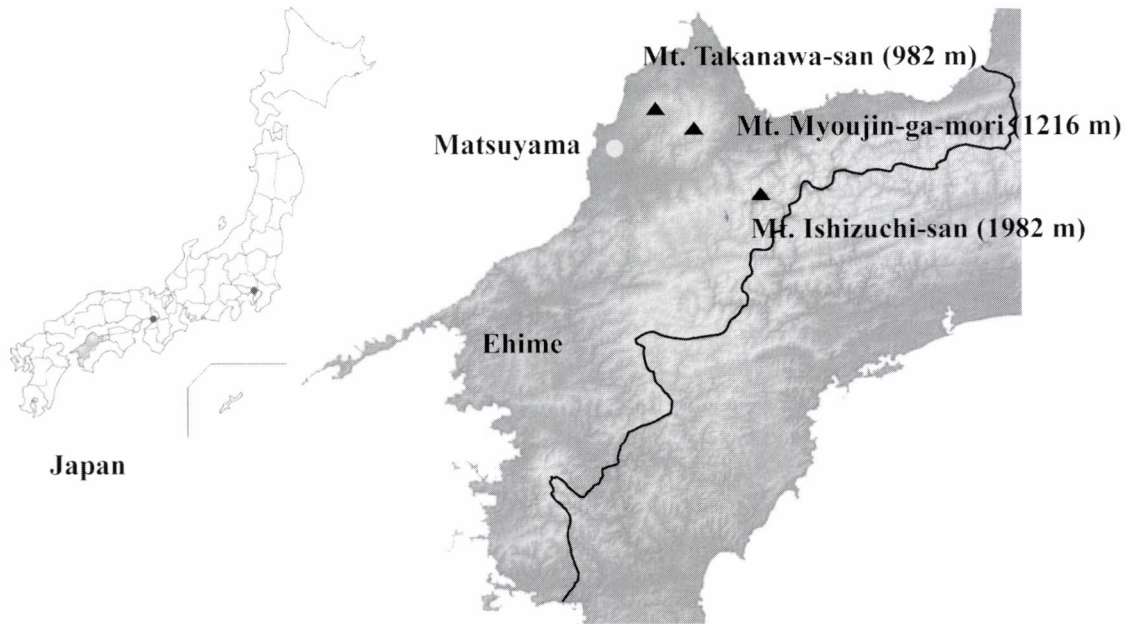 Mt. Takanawa-san (982 m)
Mt. Myoujin-ga-mori (1216 m)
Matsuyama
Mt. Ishizuchi-san (1982 m)
Ehime
Japan